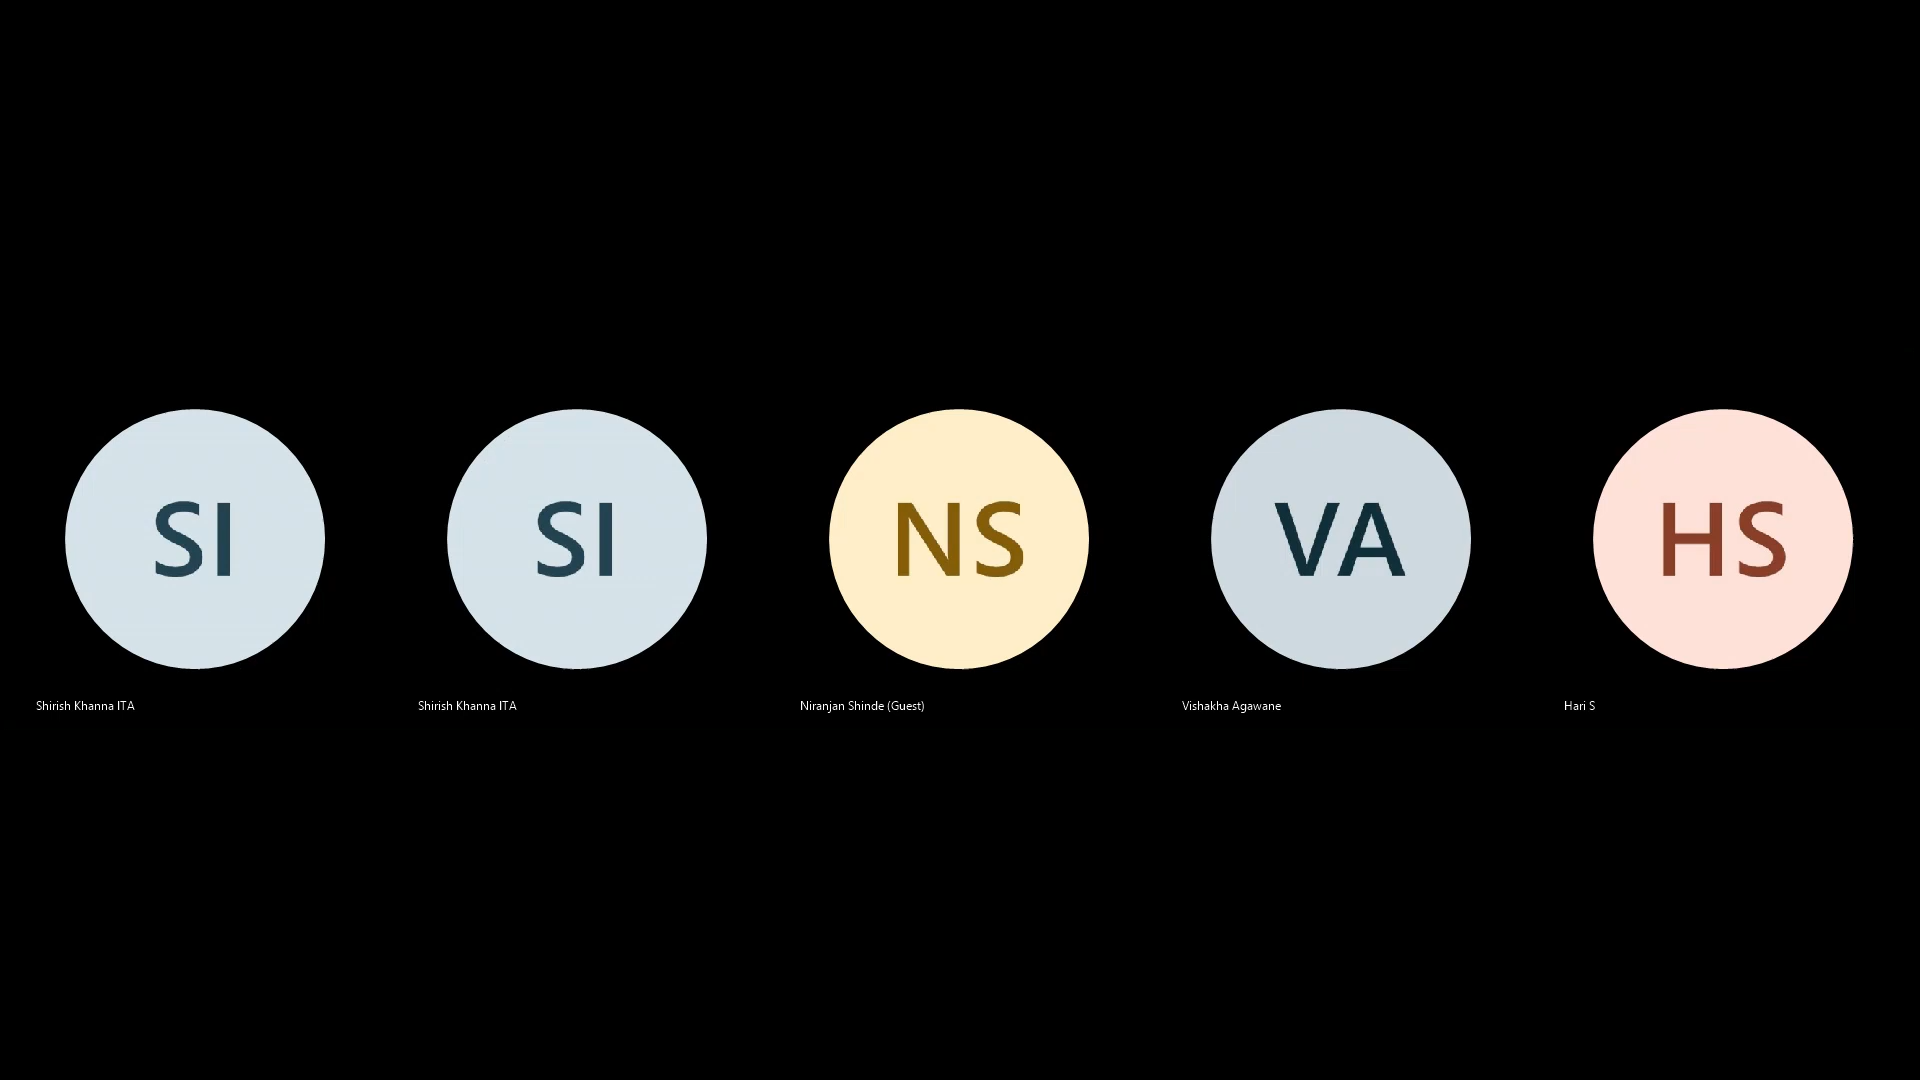 SI
SI
NS
VA
HS
Shirish Khanna ITA
Shirish Khanna ITA
Niranjan Shinde (Guest)
Vishakha Agawane
Hari S